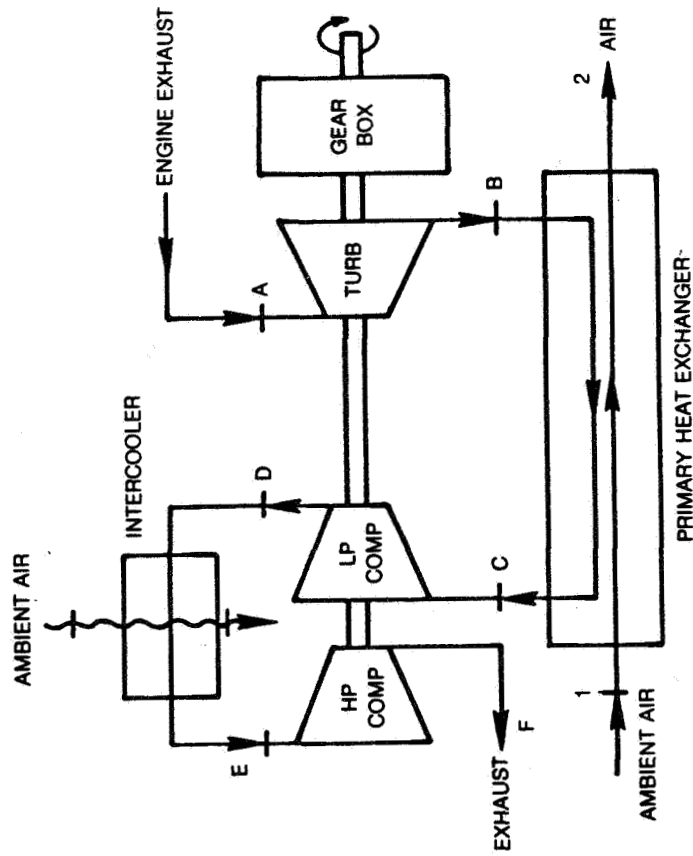 AMBIENT AIR
INTERCOOLER
ENGINE EXHAUST
E
D
A
HP
COMP
LP
COMP
TURB
GEAR
BOX
EXHAUST
F
C
B
1
2
AMBIENT AIR
AIR
PRIMARY HEAT EXCHANGER